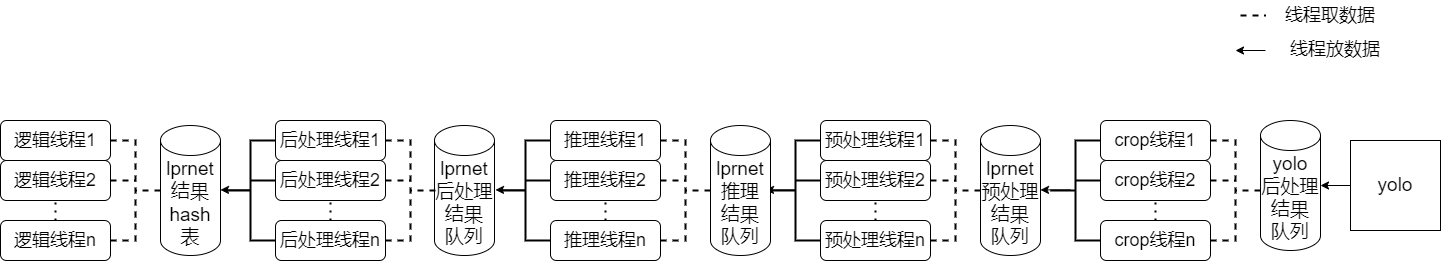 线程取数据
线程放数据
逻辑线程1
逻辑线程2
逻辑线程n
lprnet
结果
hash
表
后处理线程1
后处理线程2
后处理线程n
lprnet
后处理
结果
队列
推理线程1
推理线程2
推理线程n
lprnet
推理
结果
队列
预处理线程1
预处理线程2
预处理线程n
lprnet
预处理
结果
队列
crop线程1
crop线程2
crop线程n
yolo
后处理
结果
队列
yolo